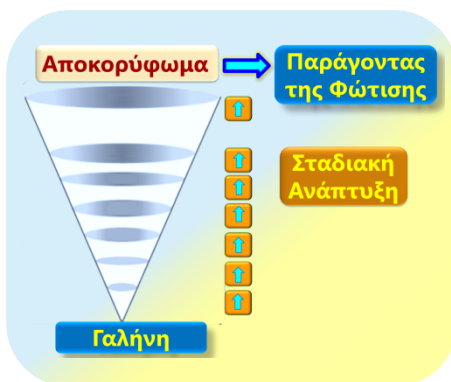 Αποκορύφωμα
Παράγοντας
της Φώτισης
Σταδιακή
Ανάπτυξη
Γαλήνη